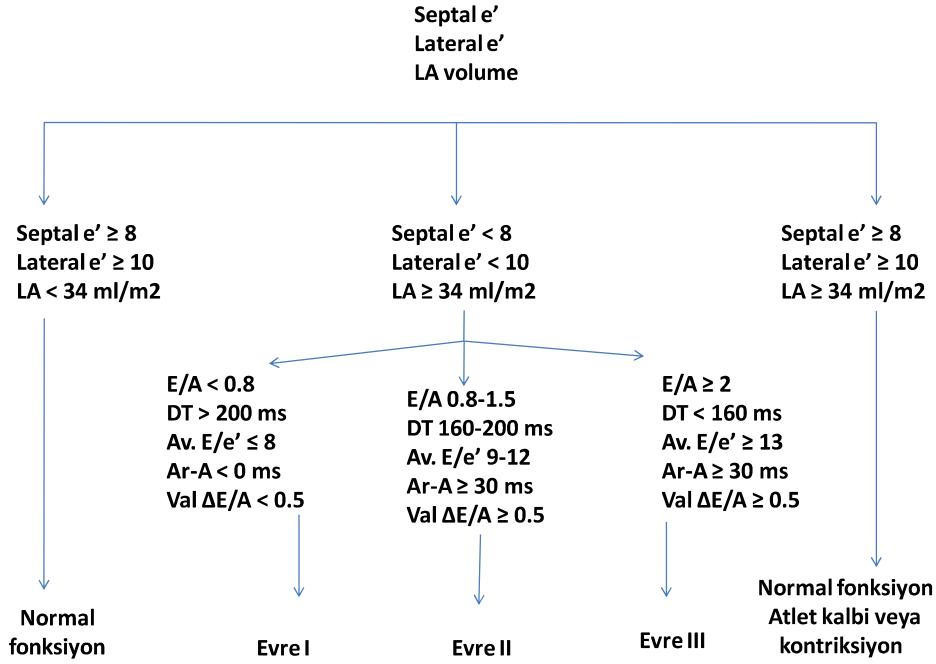 Septal e’
Lateral e’
LA volume
Septal e’ ≥ 8
Lateral e’ ≥ 10
LA < 34 ml/m2
Septal e’ < 8
Lateral e’ < 10
LA ≥ 34 ml/m2
Septal e’ ≥ 8
Lateral e’ ≥ 10
LA ≥ 34 ml/m2
E/A < 0.8
DT > 200 ms
Av. E/e’ ≤ 8
Ar-A < 0 ms
Val ΔE/A < 0.5
E/A 0.8-1.5
DT 160-200 ms
Av. E/e’ 9-12
Ar-A ≥ 30 ms
Val ΔE/A ≥ 0.5
E/A ≥ 2
DT < 160 ms
Av. E/e’ ≥ 13
Ar-A ≥ 30 ms
Val ΔE/A ≥ 0.5
Normal
fonksiyon
Evre I
Evre II
Evre III
Normal fonksiyon
Atlet kalbi veya
kontriksiyon